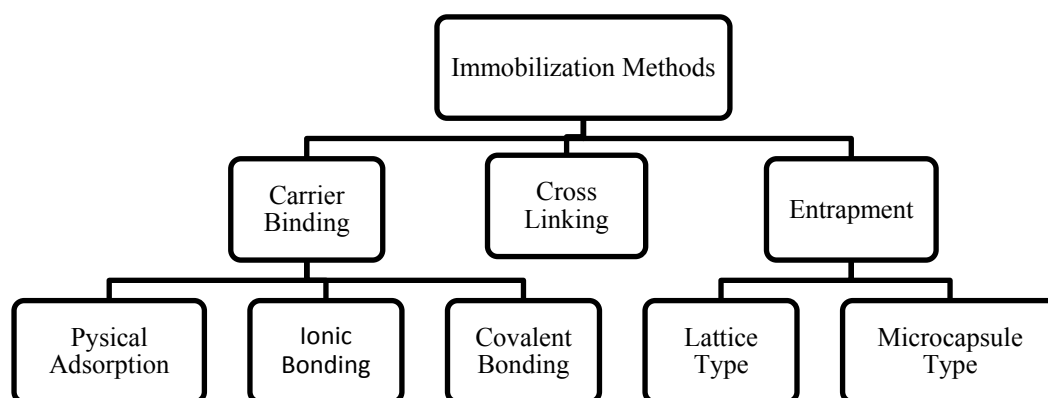 Immobilization Methods
Carrier
Binding
Cross
Linking
Entrapment
Pysical
Adsorption
Ionic
Bonding
Covalent
Bonding
Lattice
Type
Microcapsule
Type